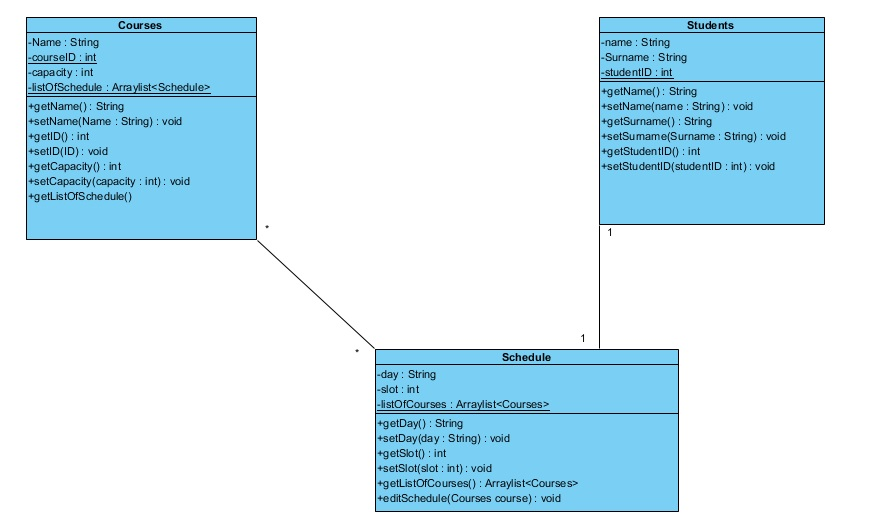 Courses
-Name : String
-courseID : int
-capacity : int
-listOfSchedule : Arraylist<Schedule>
+getName() : String
+setName(Name : String) : void
+getID() : int
+setID(ID) : void
+getCapacity() : int
+setCapacity(capacity : int) : void
+getListOfSchedule()
*
Students
-name : String
-Surname : String
-studentID : int
+getName() : String
+setName(name : String) : void
+getSurname() : String
+setSurname(Surname : String) : void
+getStudentID() : int
+setStudentID(studentID : int) : void
1
1
*
Schedule
-day : String
-slot : int
-listOfCourses : Arraylist<Courses>
+getDay() : String
+setDay(day : String) : void
+getSlot() : int
+setSlot(slot : int) : void
+getListOfCourses() : Arraylist<Courses>
+editSchedule(Courses course) : void